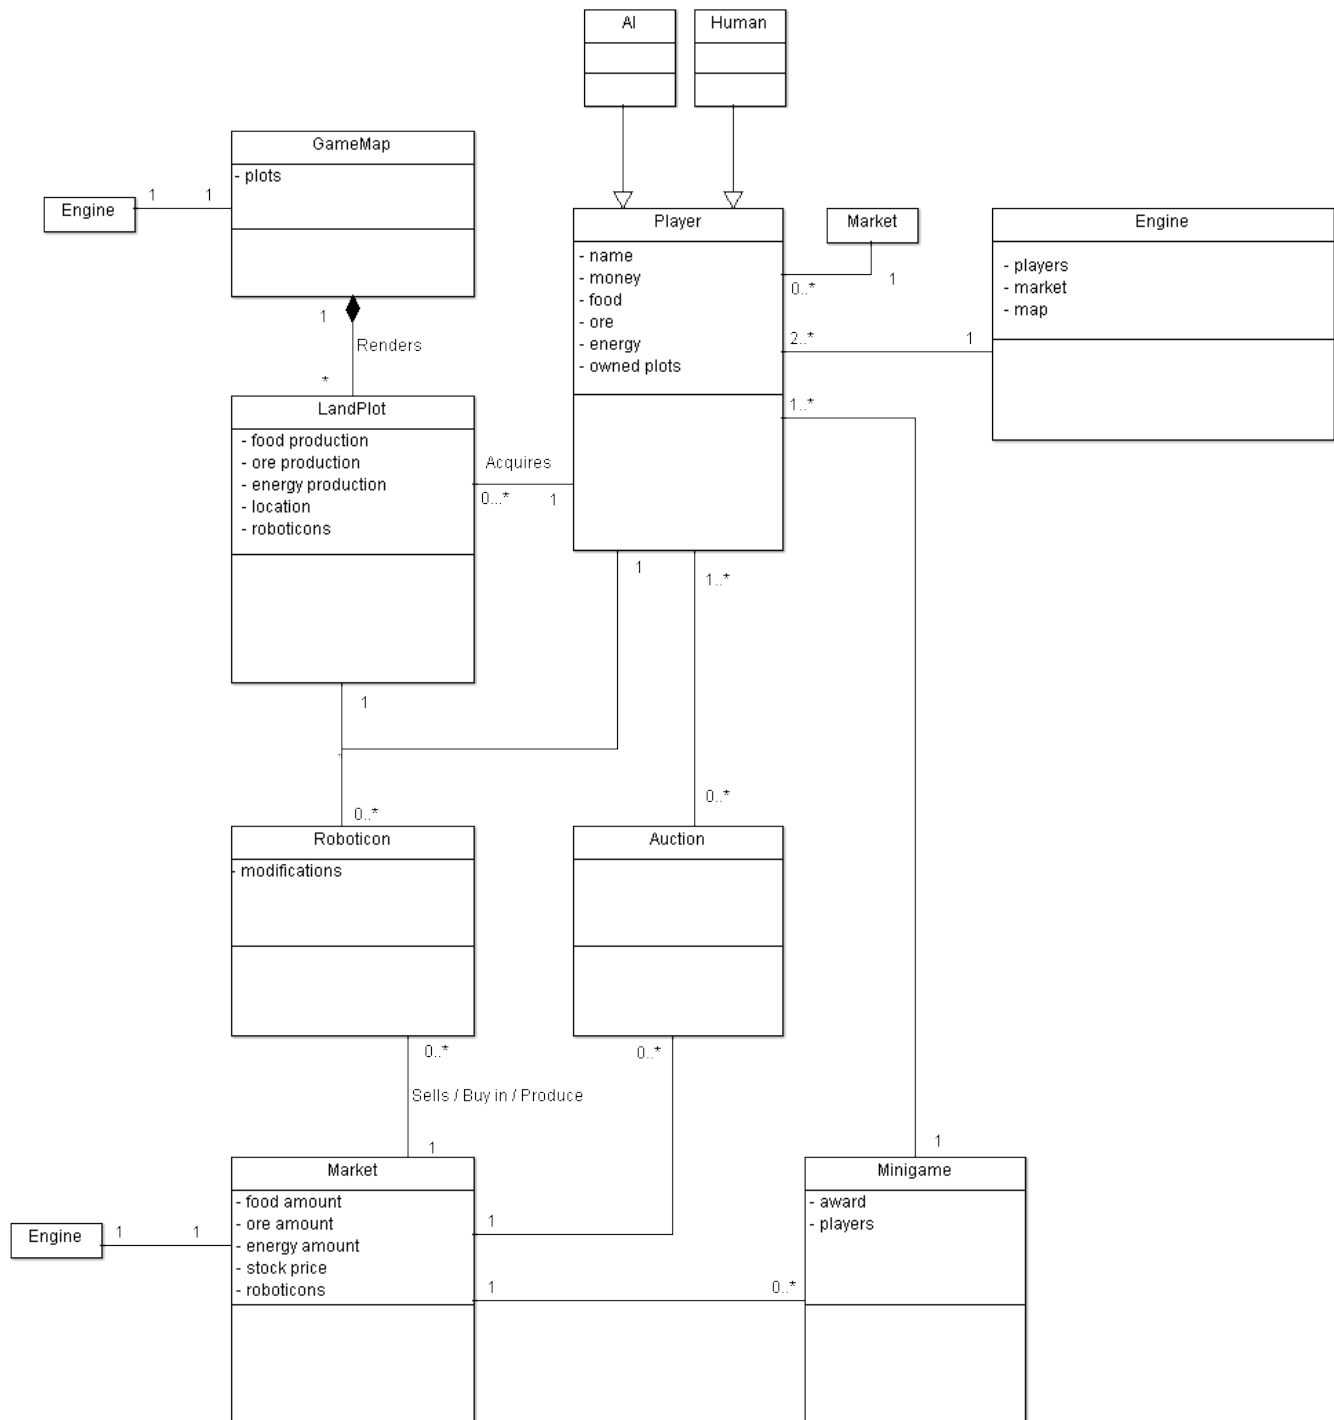 AI
Human
GameMap
- plots
Engine
1
1
1
Renders
*
Player
- name
- money
- food
- ore
- energy
- owned plots
Market
0..*
1
Engine
- players
- market
- map
2..*
1
1..*
LandPlot
- food production
- ore production
- energy production
- location
- roboticons
Acquires
0...*
1
1
1..*
1
0..*
0..*
Roboticon
- modifications
Auction
0..*
0..*
Sells / Buy in / Produce
1
1
Market
- food amount
- ore amount
- energy amount
- stock price
- roboticons
Engine
1
1
1
1
0..*
Minigame
- award
- players